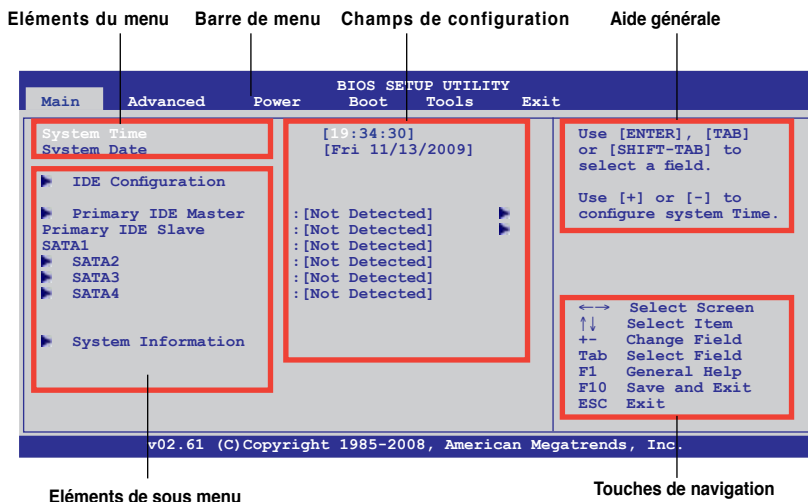 Eléments du menu Barre de menu Champs de configuration Aide générale
BIOS SETUP UTILITY
Main Advanced Power Boot Tools Exit
System Time [19:34:30]
System Date [Fri 11/13/2009]
IDE Configuration
Primary IDE Master :[Not Detected]
Primary IDE Slave :[Not Detected]
SATA1 :[Not Detected]
SATA2 :[Not Detected]
SATA3 :[Not Detected]
SATA4 :[Not Detected]
System Information
Use [ENTER], [TAB]
or [SHIFT-TAB] to
select a field.
Use [+] or [-] to
configure system Time.
←→ Select Screen
↑↓ Select Item
+- Change Field
Tab Select Field
F1 General Help
F10 Save and Exit
ESC Exit
v02.61 (C)Copyright 1985-2008, American Megatrends, Inc.
Eléments de sous menu Touches de navigation